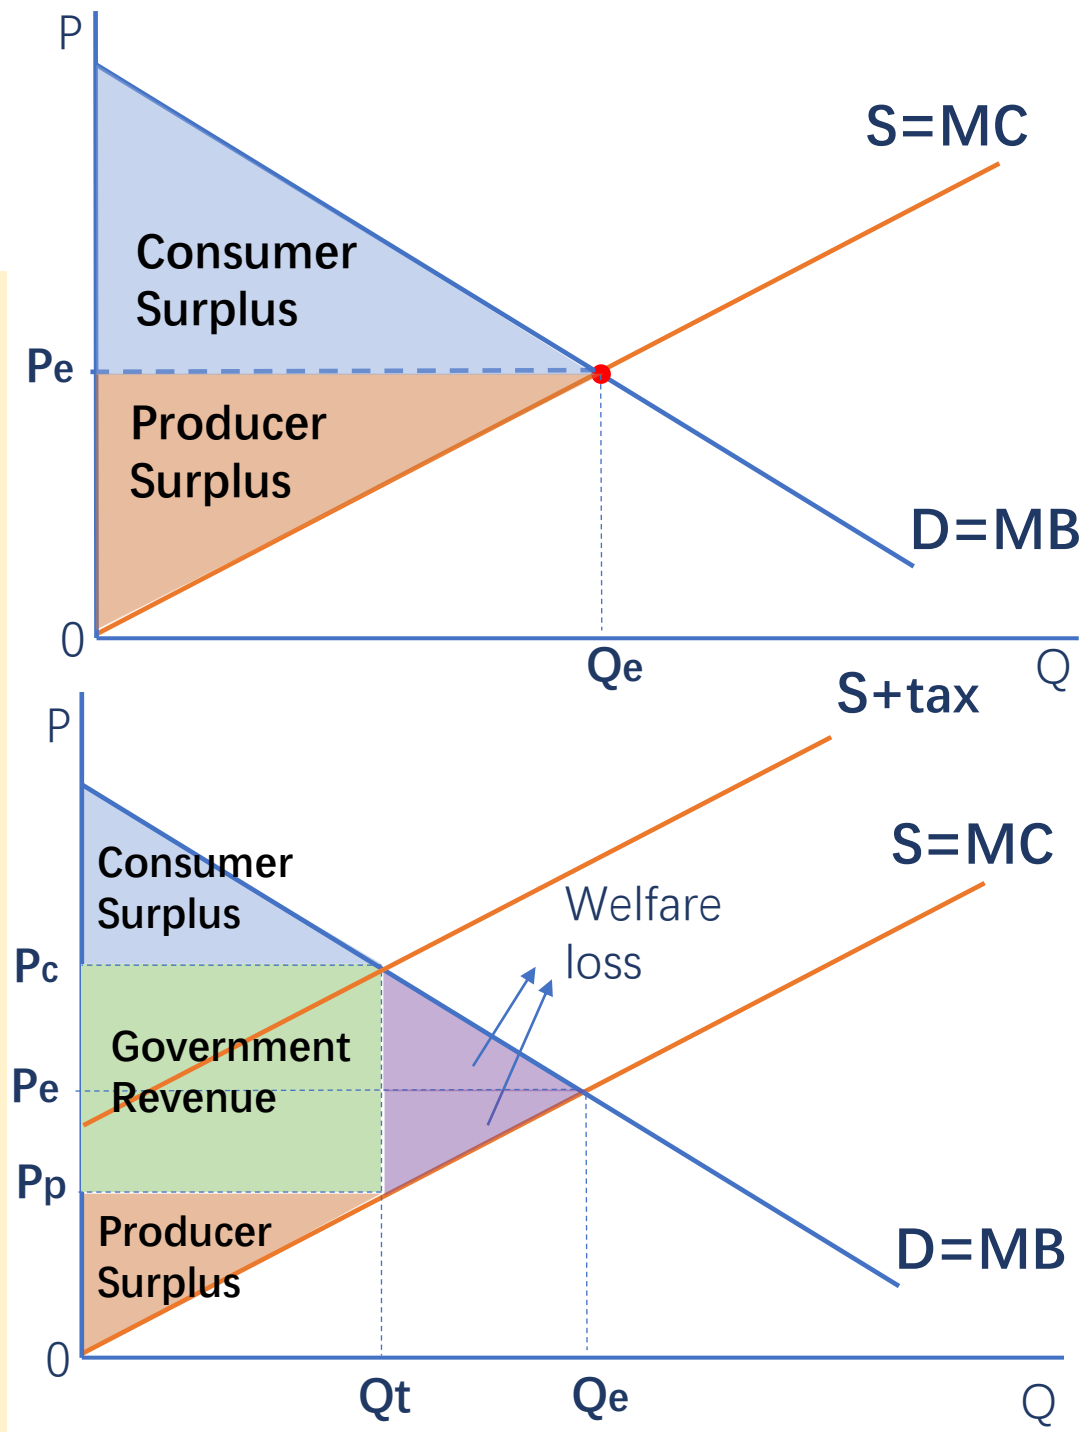 P
S=MC
Consumer
Surplus
Pe
Producer
Surplus
D=MB
0
Qe
Q
S+tax
P
S=MC
Consumer
Surplus
Welfare
loss
Pc
Government
Revenue
Pe
Pp
Producer
Surplus
D=MB
0
Qt
Qe
Q